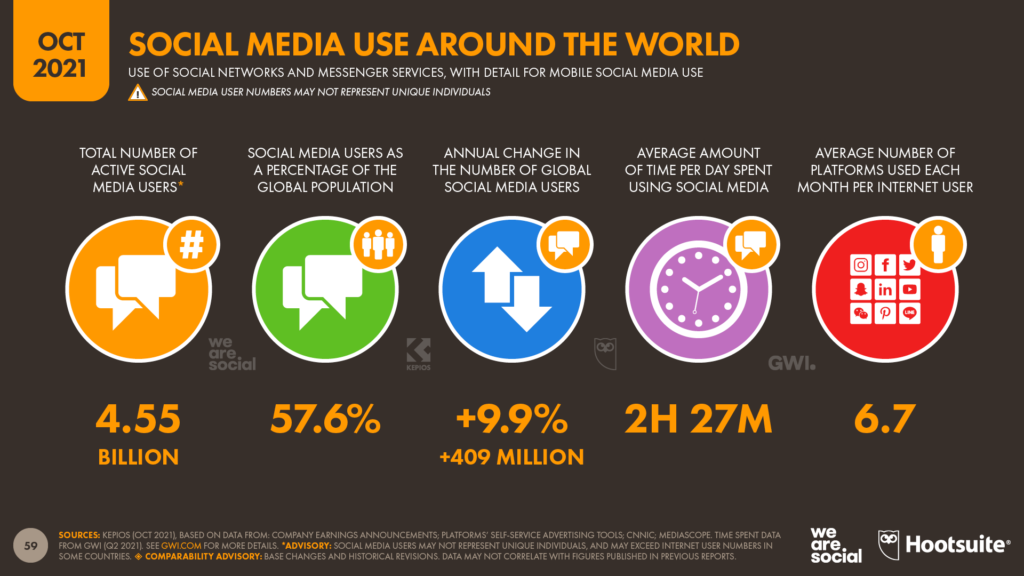 OCT
2021
SOCIAL MEDIA USE AROUND THE WORLD
USE OF SOCIAL NETWORKS AND MESSENGER SERVICES, WITH DETAIL FOR MOBILE SOCIAL MEDIA USE
SOCIAL MEDIA USER NUMBERS MAY NOT REPRESENT UNIQUE INDIVIDUALS
TOTAL NUMBER OF
ACTIVE SOCIAL
MEDIA USERS*
#
4.55
BILLION
SOCIAL MEDIA USERS AS
A PERCENTAGE OF THE
GLOBAL POPULATION
57.6%
ANNUAL CHANGE IN
THE NUMBER OF GLOBAL
SOCIAL MEDIA USERS
+9.9%
+409 MILLION
AVERAGE AMOUNT
OF TIME PER DAY SPENT
USING SOCIAL MEDIA
2H 27M
AVERAGE NUMBER OF
PLATFORMS USED EACH
MONTH PER INTERNET USER
in
LINE
6.7
we
are
social
KEPIOS
GWI.
59
SOURCES: KEPIOS (OCT 2021), BASED ON DATA FROM: COMPANY EARNINGS ANNOUNCEMENTS; PLATFORMS' SELF-SERVICE ADVERTISING TOOLS; CNNIC; MEDIASCOPE. TIME SPENT DATA
FROM GWI (Q2 2021), SEE GWI.COM FOR MORE DETAILS. *ADVISORY: SOCIAL MEDIA USERS MAY NOT REPRESENT UNIQUE INDIVIDUALS, AND MAY EXCEED INTERNET USER NUMBERS IN
SOME COUNTRIES. ◈ COMPARABILITY ADVISORY: BASE CHANGES AND HISTORICAL REVISIONS. DATA MAY NOT CORRELATE WITH FIGURES PUBLISHED IN PREVIOUS REPORTS.
we
are
social
Hootsuite®